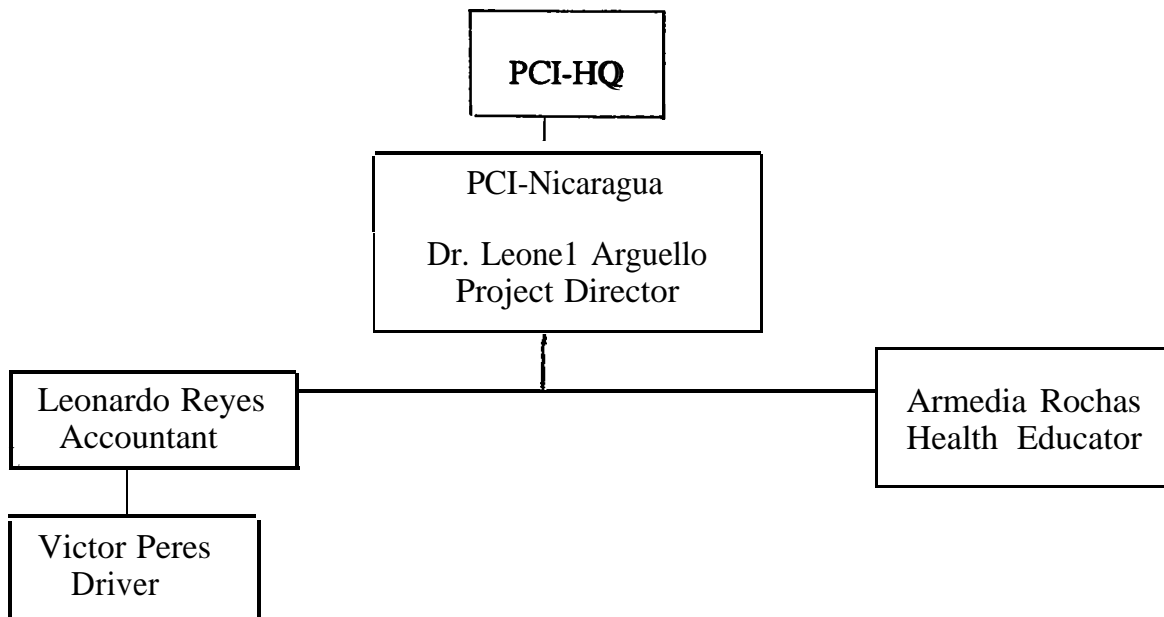 PCI-HQ
PCI-Nicaragua
Dr. Leone1 Arguello
Project Director
Leonardo Reyes
Accountant
Armedia Rochas
Health Educator
Victor Peres
Driver